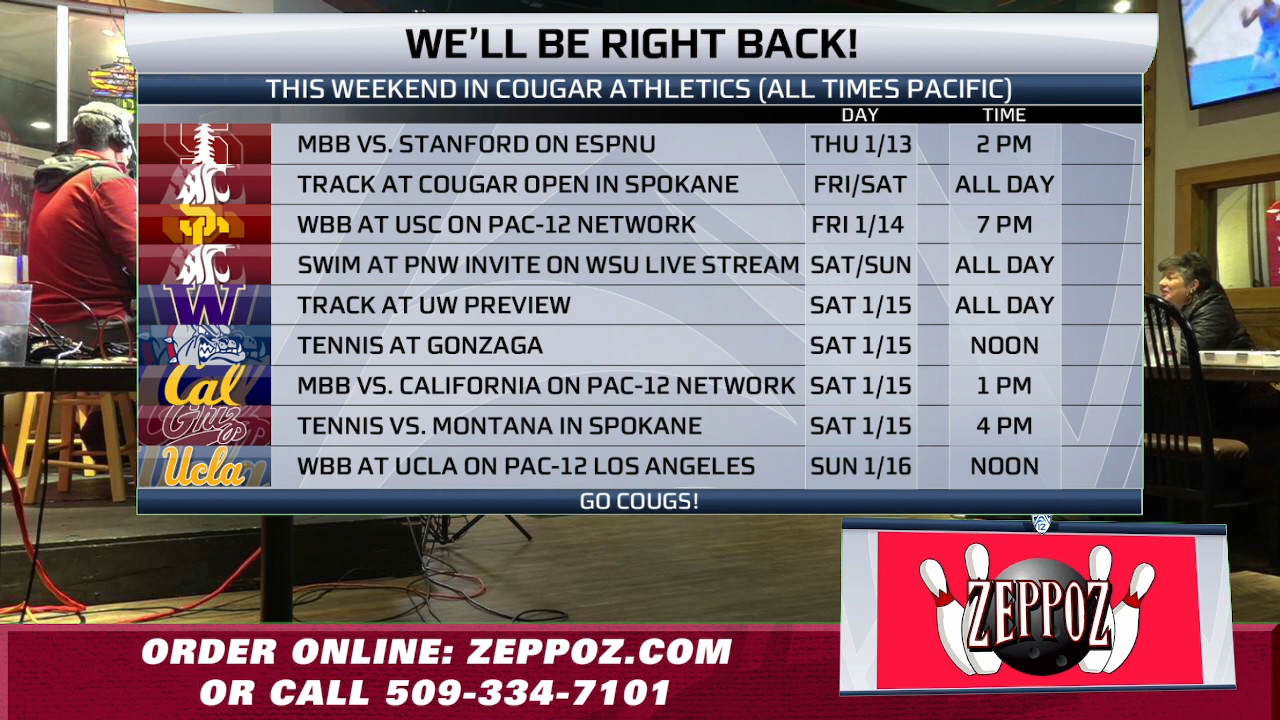 WE'LL BE RIGHT BACK!
THIS WEEKEND IN COUGAR ATHLETICS (ALL TIMES PACIFIC)
DAY TIME
MBB VS. STANFORD ON ESPNU THU 1/13 2 PM
TRACK AT COUGAR OPEN IN SPOKANE FRI/SAT ALL DAY
WBB AT USC ON PAC-12 NETWORK FRI 1/14 7 PM
SWIM AT PNW INVITE ON WSU LIVE STREAM SAT/SUN ALL DAY
W TRACK AT UW PREVIEW SAT 1/15 ALL DAY
TENNIS AT GONZAGA SAT 1/15 NOON
Cal MBB VS. CALIFORNIA ON PAC-12 NETWORK SAT 1/15 1 PM
Griz TENNIS VS. MONTANA IN SPOKANE SAT 1/15 4 PM
Ucla WBB AT UCLA ON PAC-12 LOS ANGELES SUN 1/16 NOON
GO COUGS!
12
ZEPPOZ
ORDER ONLINE: ZEPPOZ.COM
OR CALL 509-334-7101